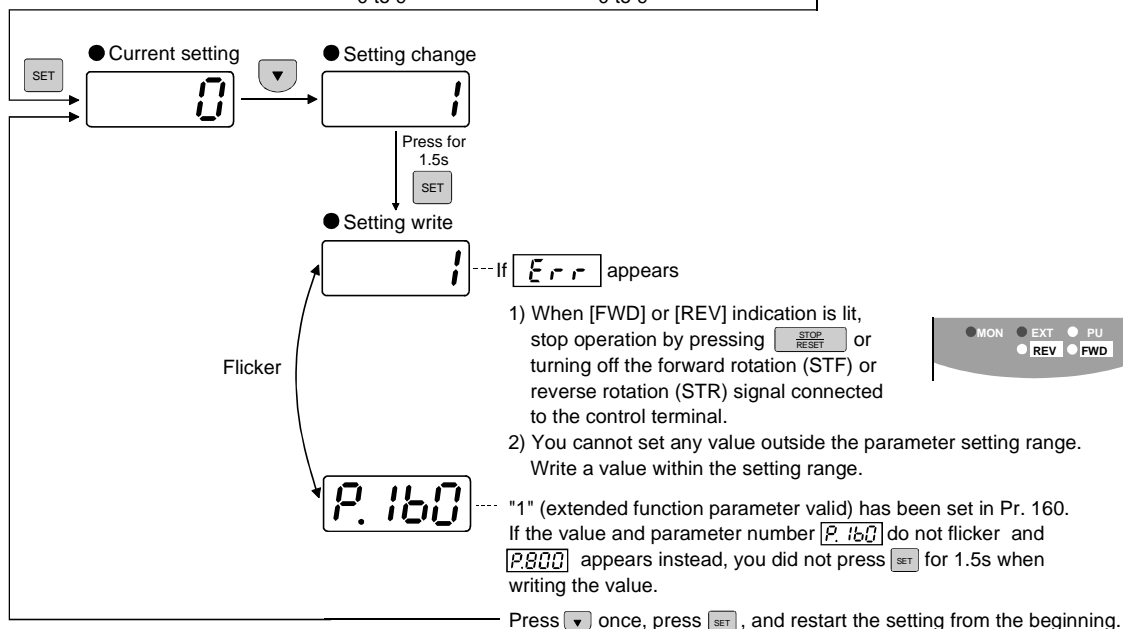 ● Current setting
● Setting change
SET
▼
0
1
Press for
1.5s
SET
● Setting write
1
If Err appears
1) When [FWD] or [REV] indication is lit,
stop operation by pressing STOP RESET or
turning off the forward rotation (STF) or
reverse rotation (STR) signal connected
to the control terminal.
MON EXT PU
REV FWD
Flicker
2) You cannot set any value outside the parameter setting range.
Write a value within the setting range.
P. 160
"1" (extended function parameter valid) has been set in Pr. 160.
If the value and parameter number P. 160 do not flicker and
P.800 appears instead, you did not press SET for 1.5s when
writing the value.
Press ▼ once, press SET , and restart the setting from the beginning.